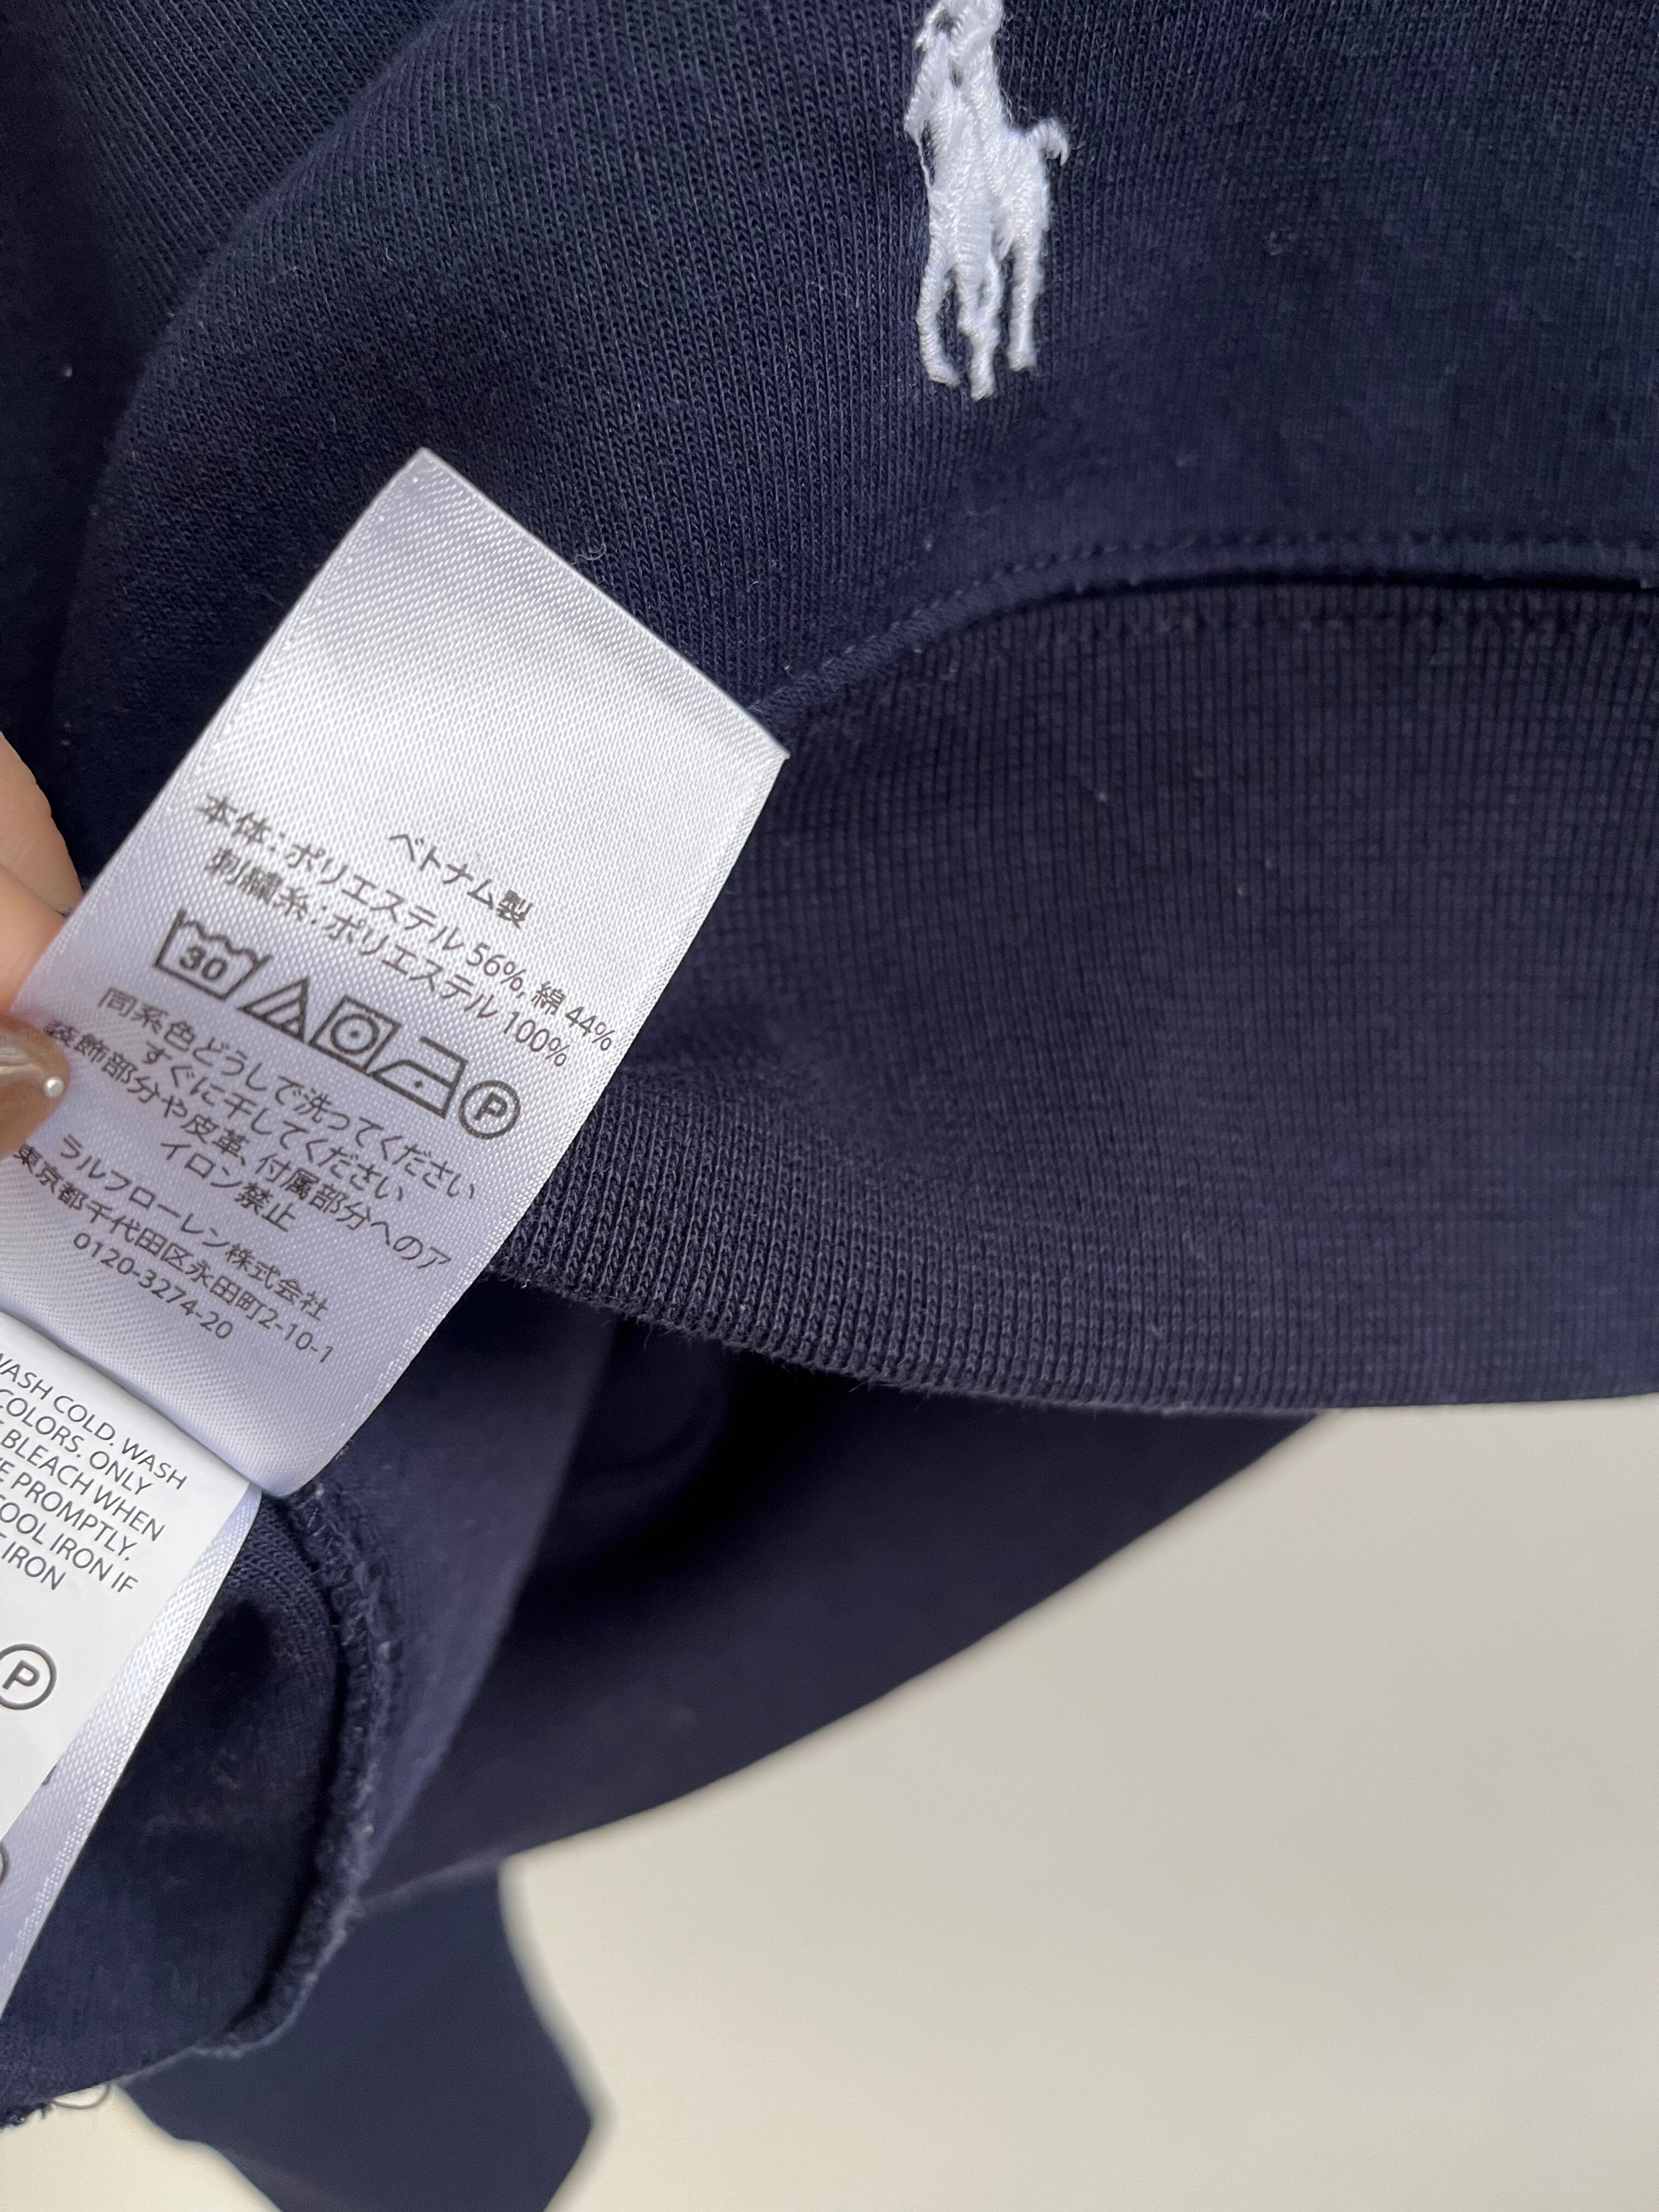 ベトナム製
本体:ポリエステル 56%, 綿 44%
刺繍糸:ポリエステル 100%
30
P
同系色どうしで洗ってください
すぐに干してください
装飾部分や皮革、付属部分へのア
イロン禁止
ラルフローレン株式会社
東京都千代田区永田町2-10-1
0120-3274-20
WASH COLD. WASH
COLORS. ONLY
BLEACH WHEN
PROMPTLY.
COOL IRON IF
IRON
P